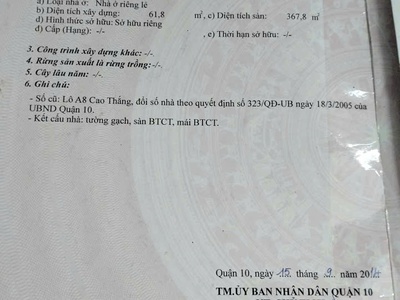 a) Loại nhà ở: Nhà ở riêng lẻ
b) Diện tích xây dựng: 61,8 m², c) Diện tích sàn: 367,8 m²
d) Hình thức sở hữu: Sở hữu riêng
đ) Cấp (Hạng): -/- , e) Thời hạn sở hữu: -/-
3. Công trình xây dựng khác: -/-
4. Rừng sản xuất là rừng trồng: -/-
5. Cây lâu năm: -/-
6. Ghi chú:
- Số cũ: Lô A8 Cao Thắng, đổi số nhà theo quyết định số 323/QĐ-UB ngày 18/3/2005 của
UBND Quận 10.
- Kết cấu nhà: tường gạch, sàn BTCT, mái BTCT.
Quận 10, ngày 15 tháng 9 năm 201
TM.ỦY BAN NHÂN DÂN QUẬN 10